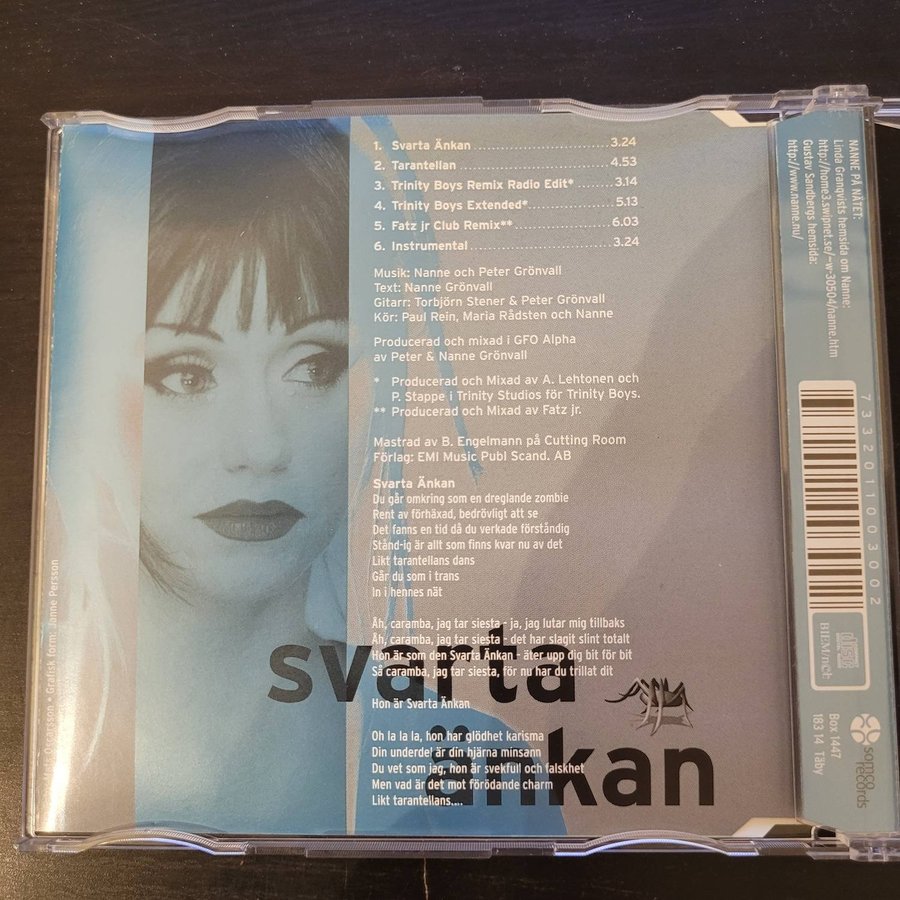 1. Svarta Änkan 3.24
2. Tarantellan 4.53
3. Trinity Boys Remix Radio Edit* 3.14
4. Trinity Boys Extended* 5.13
5. Fatz jr Club Remix** 6.03
6. Instrumental 3.24
Musik: Nanne och Peter Grönvall
Text: Nanne Grönvall
Gitarr: Torbjörn Stener & Peter Grönvall
Kör: Paul Rein, Maria Rådsten och Nanne
Producerad och mixad i GFO Alpha
av Peter & Nanne Grönvall
* Producerad och Mixad av A. Lehtonen och
P. Stappe i Trinity Studios för Trinity Boys.
** Producerad och Mixad av Fatz jr.
Mastrad av B. Engelmann på Cutting Room
Förlag: EMI Music Publ Scand. AB
Svarta Änkan
Du går omkring som en dreglande zombie
Rent av förhäxad, bedrövligt att se
Det fanns en tid då du verkade förståndig
Stånd-ig är allt som finns kvar nu av det
Likt tarantellans dans
Går du som i trans
In i hennes nät
Äh, caramba, jag tar siesta - ja, jag lutar mig tillbaks
Äh, caramba, jag tar siesta - det har slagit slint totalt
Hon är som den Svarta Änkan - äter upp dig bit för bit
Så caramba, jag tar siesta, för nu har du trillat dit
Hon är Svarta Änkan
Oh la la la, hon har glödhet karisma
Din underdel är din hjärna minsann
Du vet som jag, hon är svekfull och falskhet
Men vad är det mot förödande charm
Likt tarantellans....
svarta
änkan
Oscarsson • Grafisk form: Janne Persson
NANNE PÅ NÄTET:
Linda Granqvists hemsida om Nanne:
http://home3.swipnet.se/~w-30504/nanne.htm
Gustav Sandbergs hemsida:
http://www.nanne.nu/
7332011003002
BIEM/nCb
COMPACT disc
DIGITAL AUDIO
somco
records
Box 1447
183 14 Täby